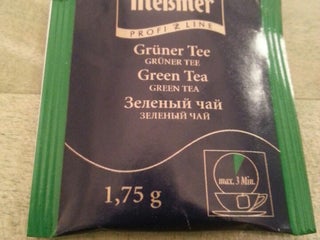 Meßmer
PROFI LINE
Grüner Tee
GRÜNER TEE
Green Tea
GREEN TEA
Зеленый чай
ЗЕЛЕНЫЙ ЧАЙ
max. 3 Min.
1,75 g